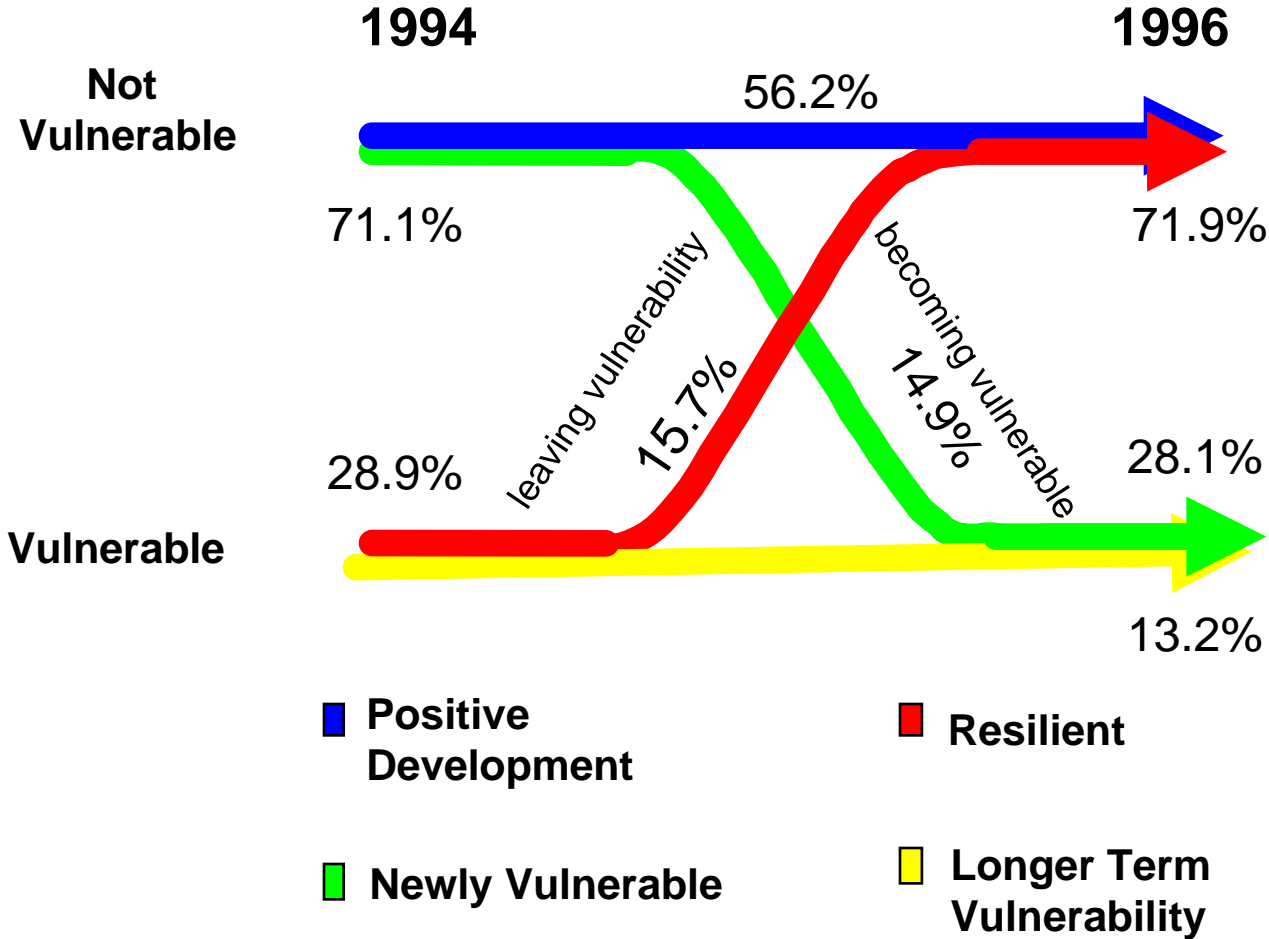 1994
1996
Not
Vulnerable
56.2%
71.1%
71.9%
leaving vulnerability
15.7%
becoming vulnerable
14.9%
28.9%
28.1%
Vulnerable
13.2%
Positive
Development
Resilient
Newly Vulnerable
Longer Term
Vulnerability